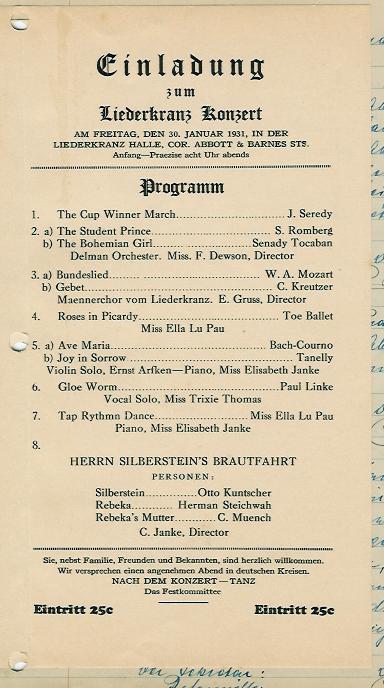 Einladung
zum
Liederkranz Konzert
AM FREITAG, DEN 30. JANUAR 1931, IN DER
LIEDERKRANZ HALLE, COR. ABBOTT & BARNES STS.
Anfang—Praezise acht Uhr abends
Programm
1. The Cup Winner March.............................J. Seredy
2. a) The Student Prince...............................S. Romberg
b) The Bohemian Girl.........................Senady Tocaban
Delman Orchester. Miss. F. Dewson, Director
3. a) Bundeslied...... ............................ W. A. Mozart
b) Gebet................................................C. Kreutzer
Maennerchor vom Liederkranz. E. Gruss, Director
4. Roses in Picardy....................................Toe Ballet
Miss Ella Lu Pau
5. a) Ave Maria........................................Bach-Couno
b) Joy in Sorrow ..........................................Tanelly
Violin Solo, Ernst Arfken—Piano, Miss Elisabeth Janke
6. Gloe Worm..........................................Paul Linke
Vocal Solo, Miss Trixie Thomas
7. Tap Rythmn Dance........................Miss Ella Lu Pau
Piano, Miss Elisabeth Janke
8.
HERRN SILBERSTEIN'S BRAUTFAHRT
PERSONEN:
Silberstein.............Otto Kuntscher
Rebeka........... Herman Steichwah
Rebeka's Mutter..........C. Muench
C. Janke, Director
Sie, nebst Familie, Freunden und Bekannten, sind herzlich willkommen.
Wir versprechen einen angenehmen Abend in deutschen Kreisen.
NACH DEM KONZERT — TANZ
Das Festkommittee
Eintritt 25c Eintritt 25c